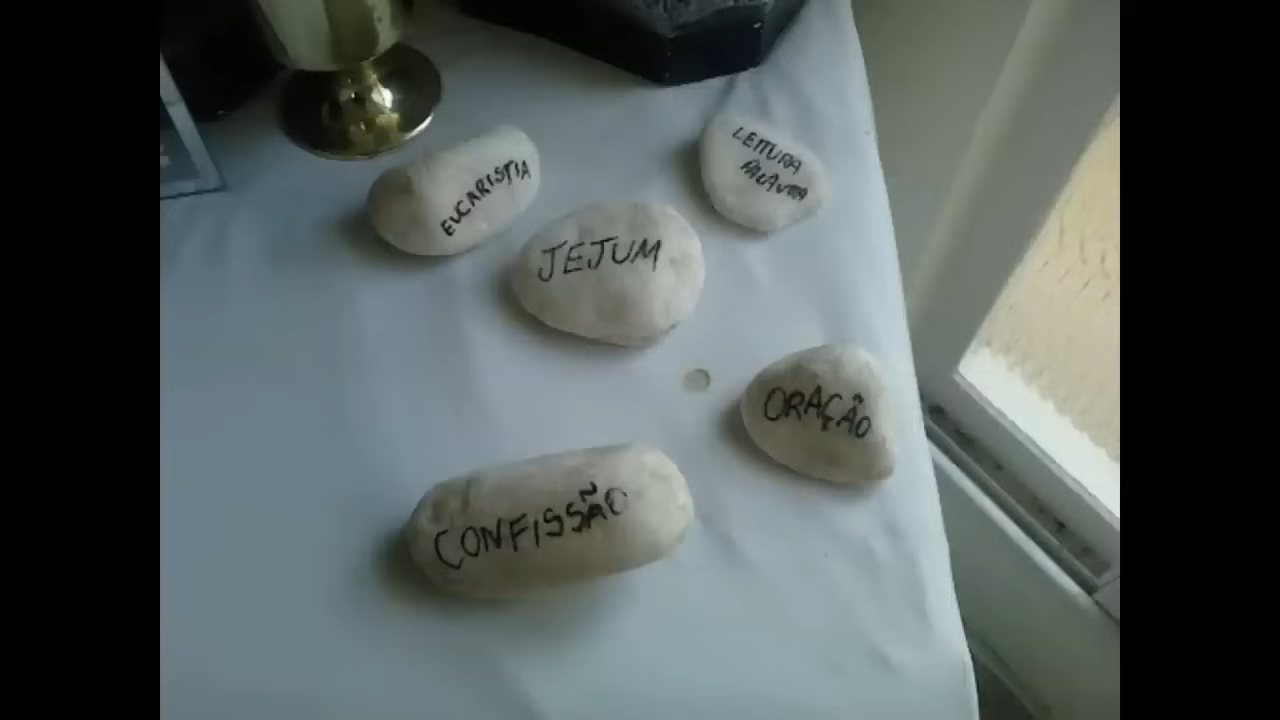 EUCARISTIA
LEITURA
PALAVRA
JEJUM
ORAÇÃO
CONFISSÃO